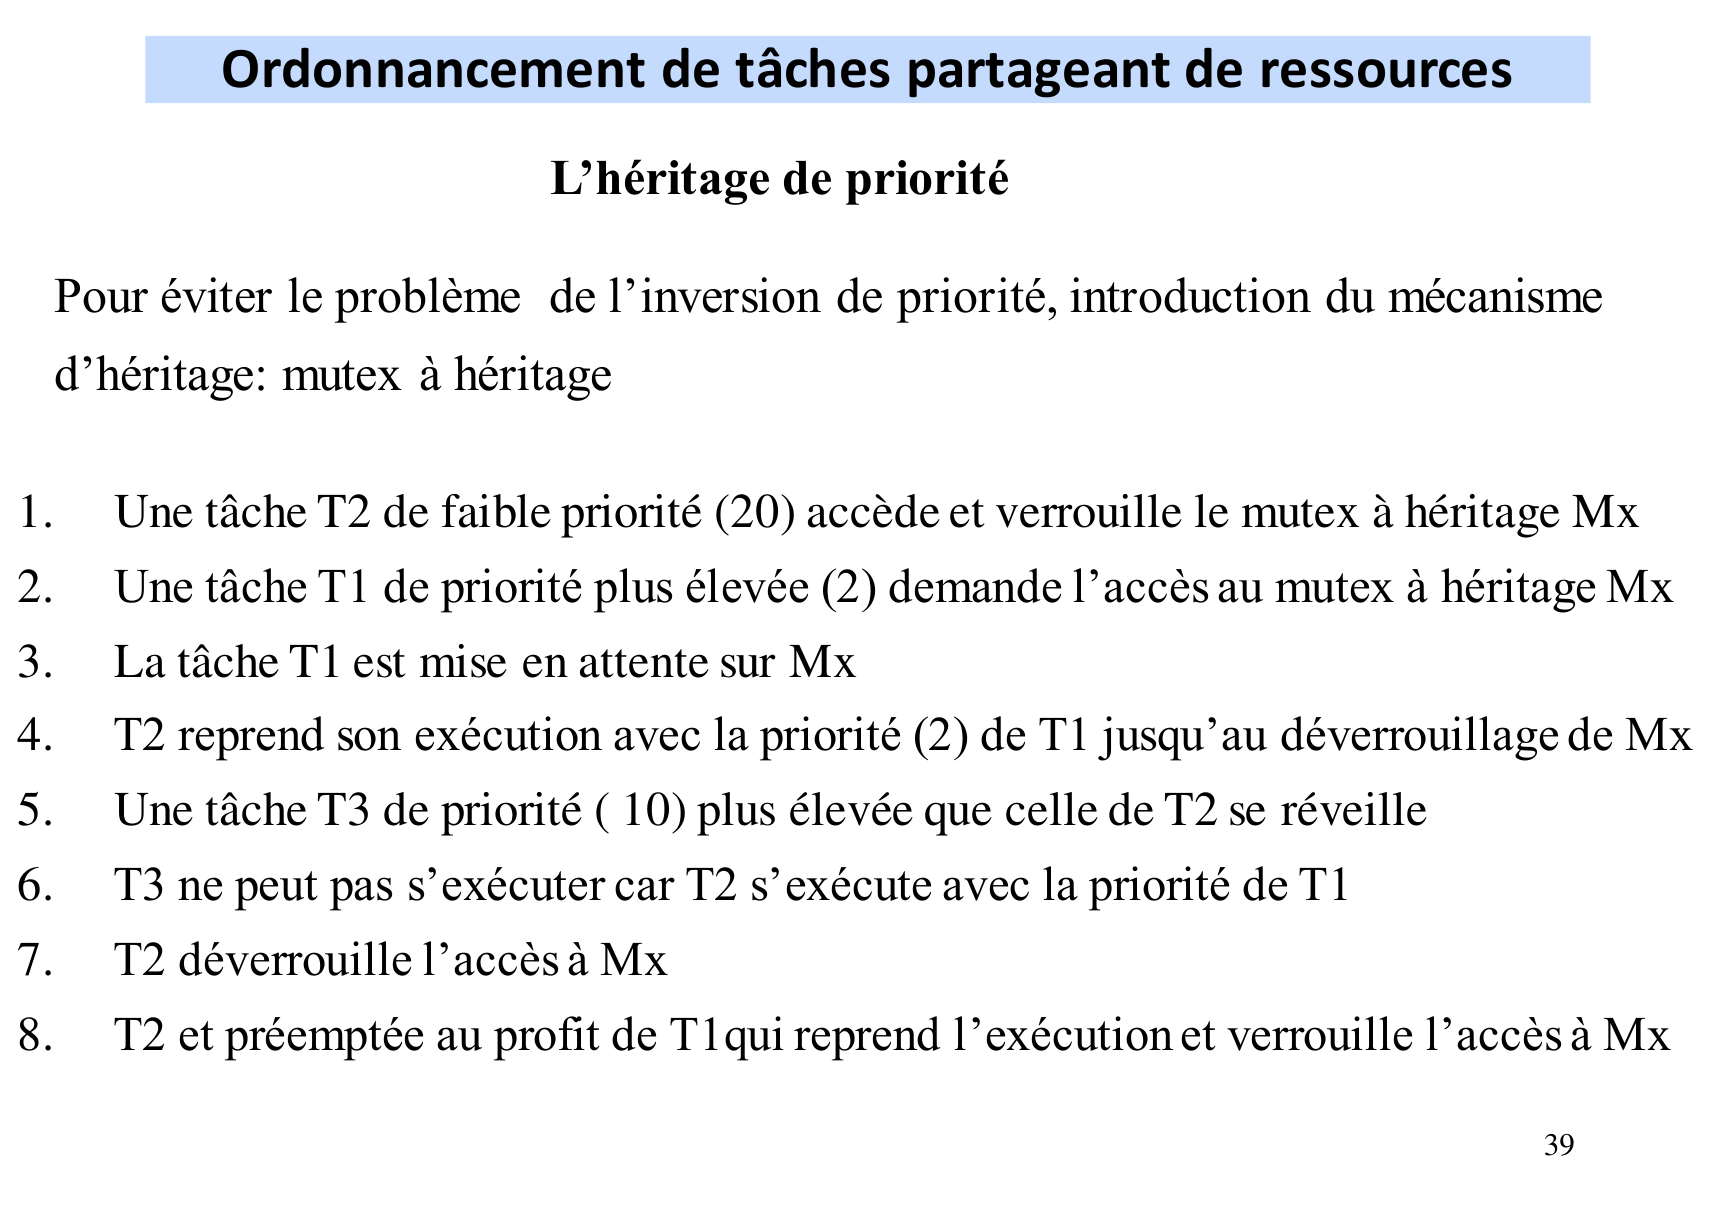 Ordonnancement de tâches partageant de ressources
L’héritage de priorité
Pour éviter le problème de l’inversion de priorité, introduction du mécanisme
d’héritage: mutex à héritage
1. Une tâche T2 de faible priorité (20) accède et verrouille le mutex à héritage Mx
2. Une tâche T1 de priorité plus élevée (2) demande l’accès au mutex à héritage Mx
3. La tâche T1 est mise en attente sur Mx
4. T2 reprend son exécution avec la priorité (2) de T1 jusqu’au déverrouillage de Mx
5. Une tâche T3 de priorité ( 10) plus élevée que celle de T2 se réveille
6. T3 ne peut pas s’exécuter car T2 s’exécute avec la priorité de T1
7. T2 déverrouille l’accès à Mx
8. T2 et préemptée au profit de T1qui reprend l’exécution et verrouille l’accès à Mx
39